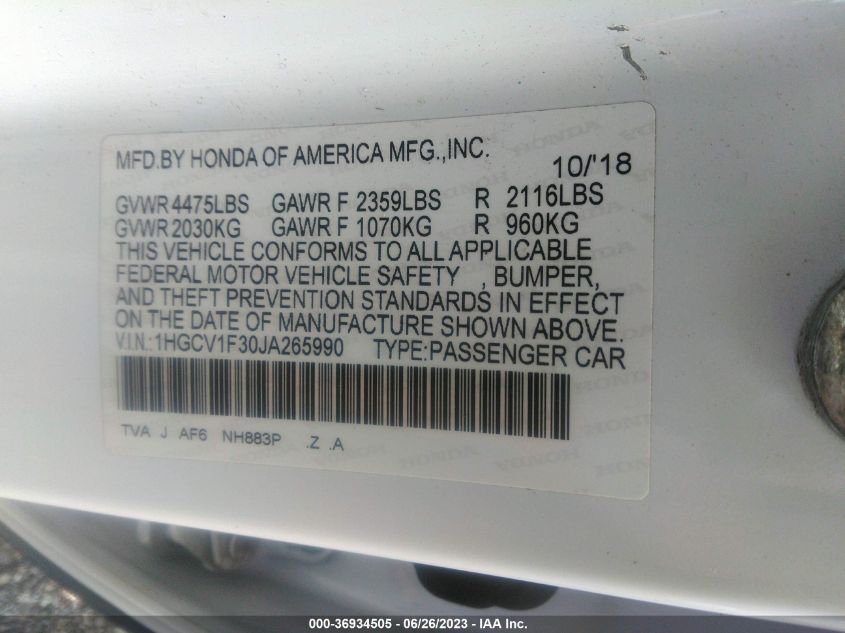 MFD.BY HONDA OF AMERICA MFG.,INC. 10/'18
GVWR 4475LBS GAWR F 2359LBS R 2116LBS
GVWR 2030KG GAWR F 1070KG R 960KG
THIS VEHICLE CONFORMS TO ALL APPLICABLE
FEDERAL MOTOR VEHICLE SAFETY , BUMPER,
AND THEFT PREVENTION STANDARDS IN EFFECT
ON THE DATE OF MANUFACTURE SHOWN ABOVE.
V.I.N.:1HGCV1F30JA265990 TYPE:PASSENGER CAR
TVA J AF6 NH883P .Z .A
000-36934505 - 06/26/2023 - IAA Inc.